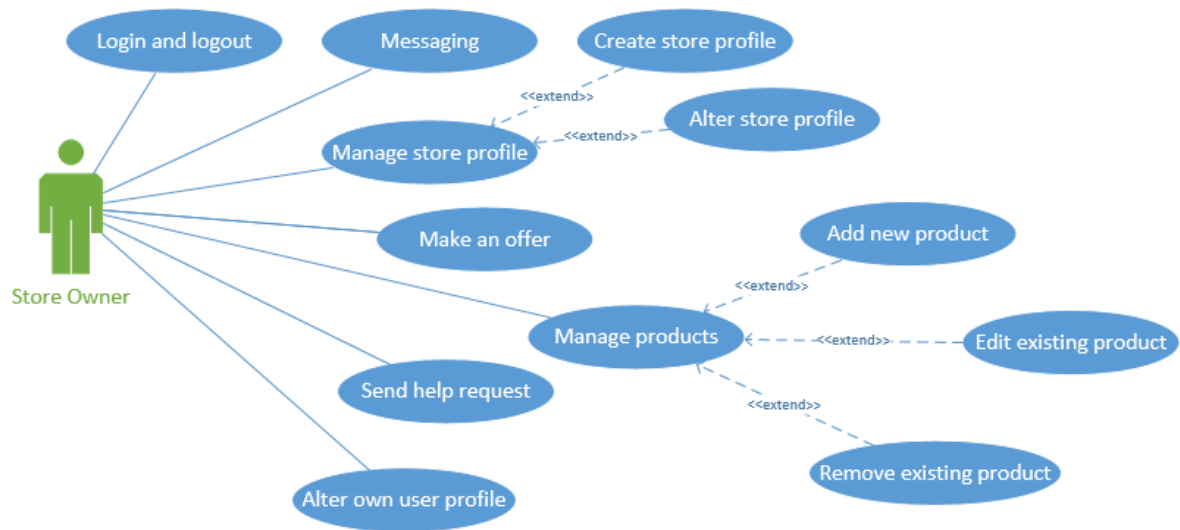 Login and logout
Messaging
Create store profile
<<extend>>
Alter store profile
<<extend>>
Manage store profile
Make an offer
Add new product
Store Owner
<<extend>>
Manage products
<<extend>>
Edit existing product
Send help request
<<extend>>
Remove existing product
Alter own user profile